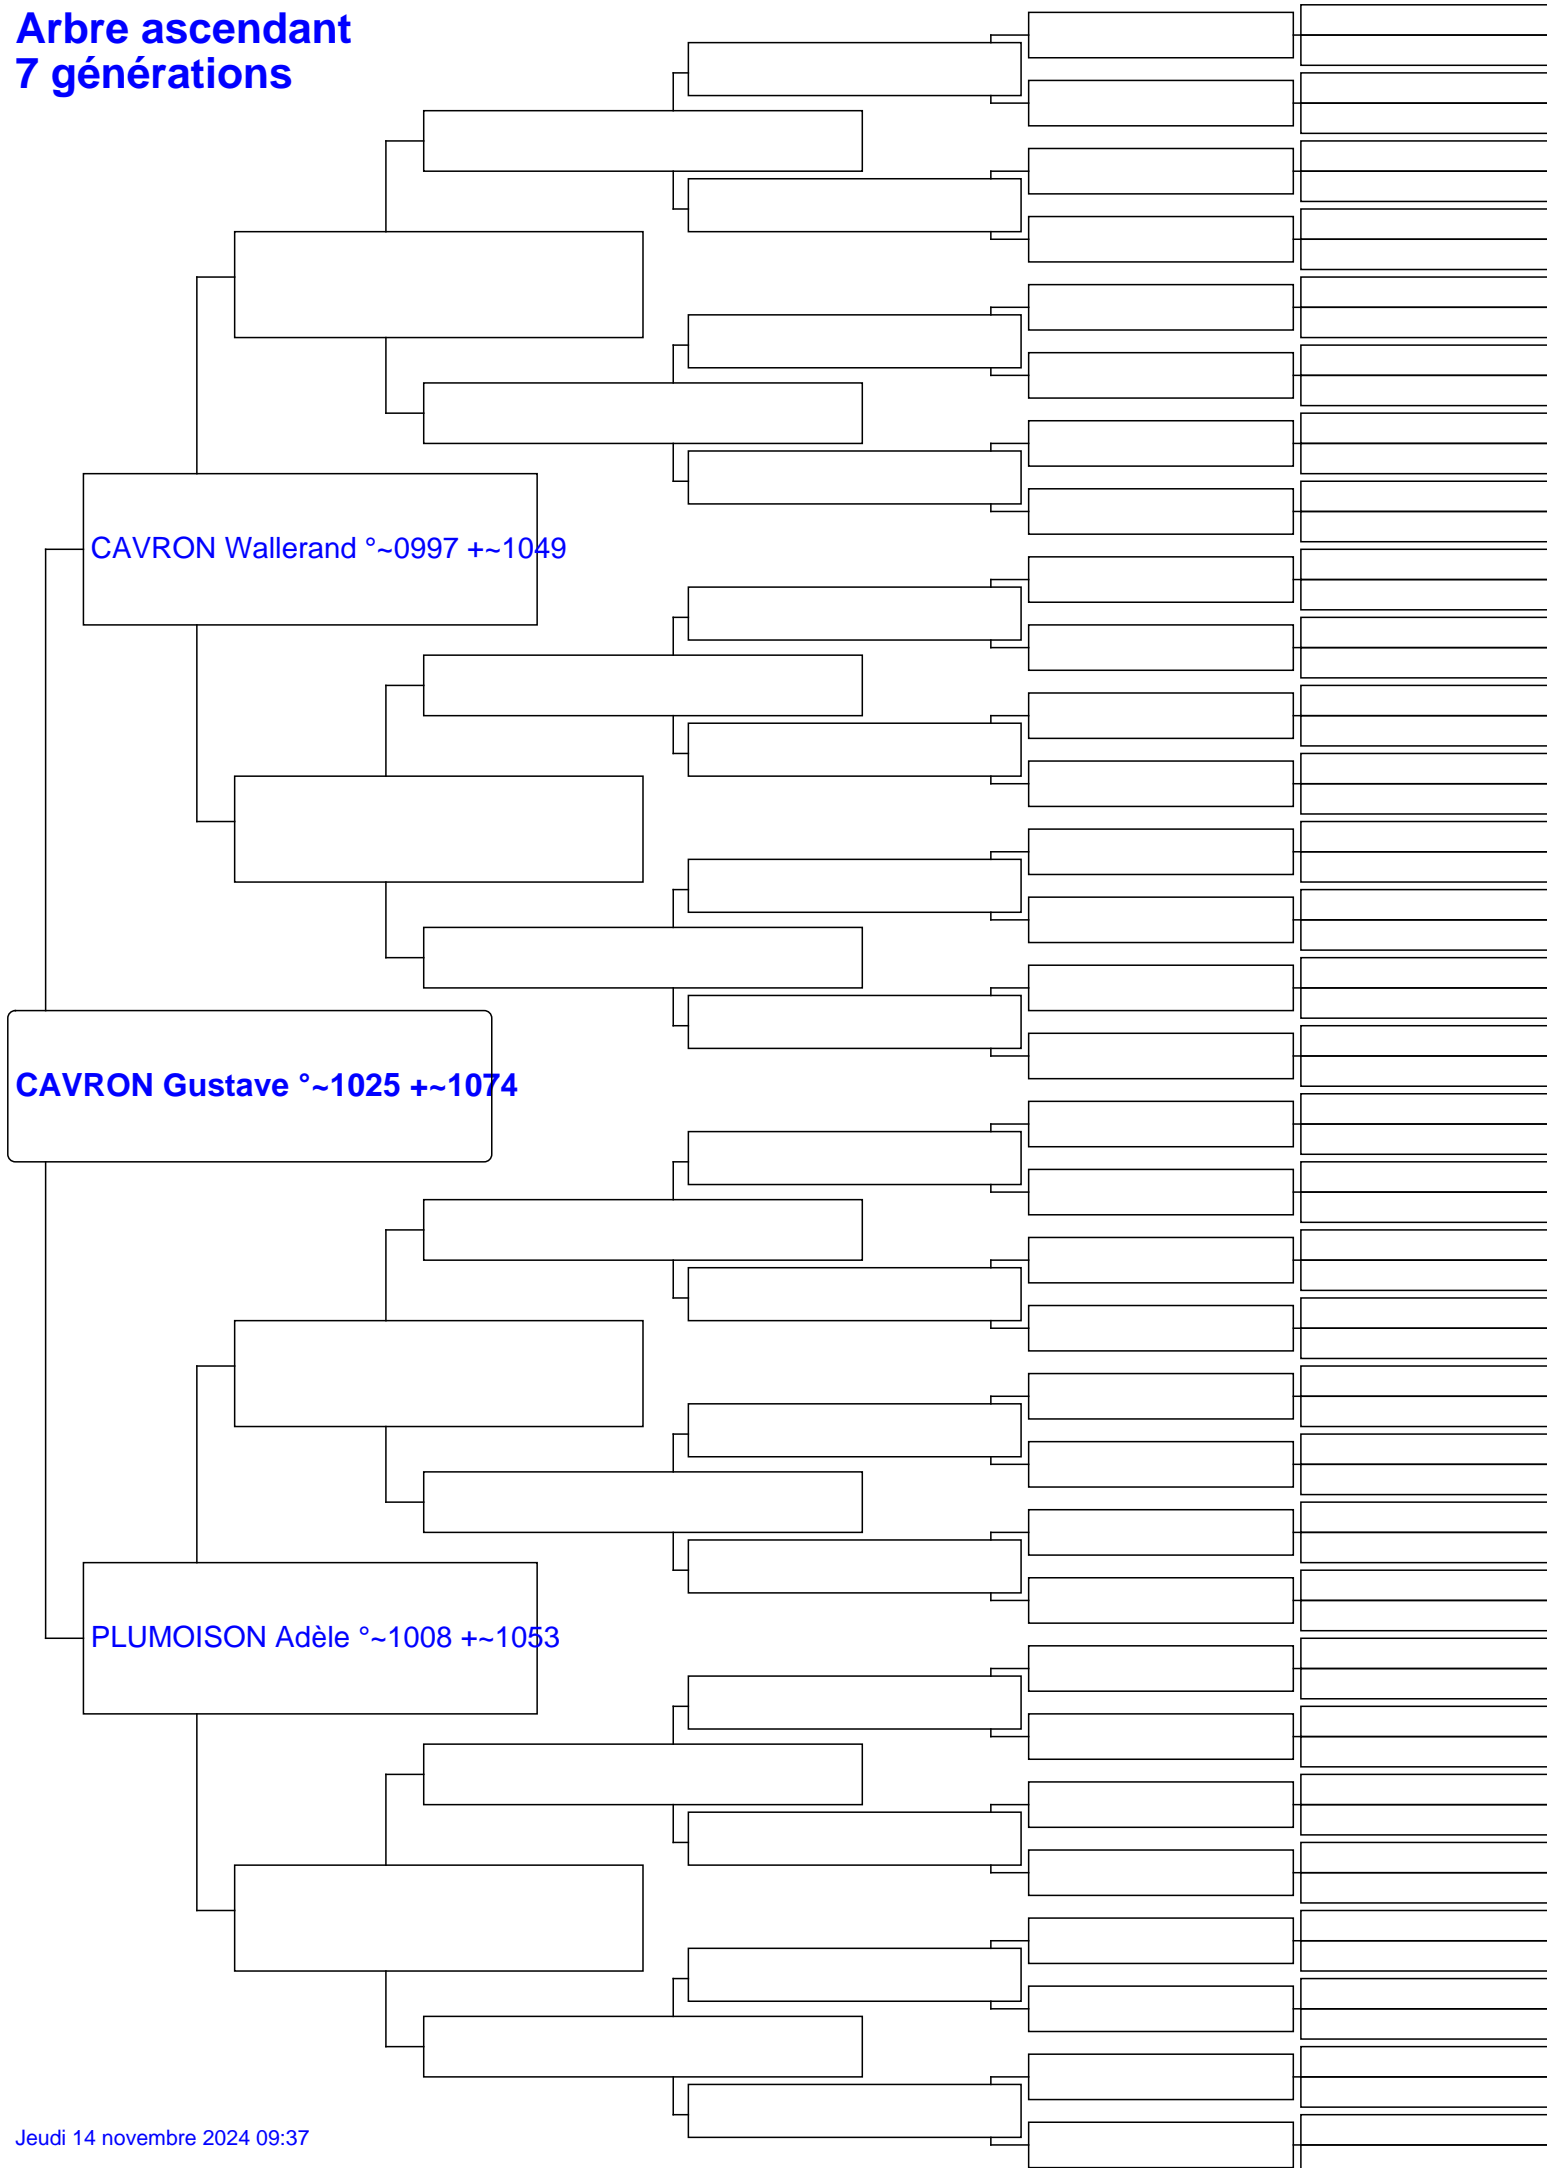 Arbre ascendant
7 générations
CAVRON Wallerand °~0997 +~1049
CAVRON Gustave °~1025 +~1074
PLUMOISON Adèle °~1008 +~1053
Jeudi 14 novembre 2024 09:37